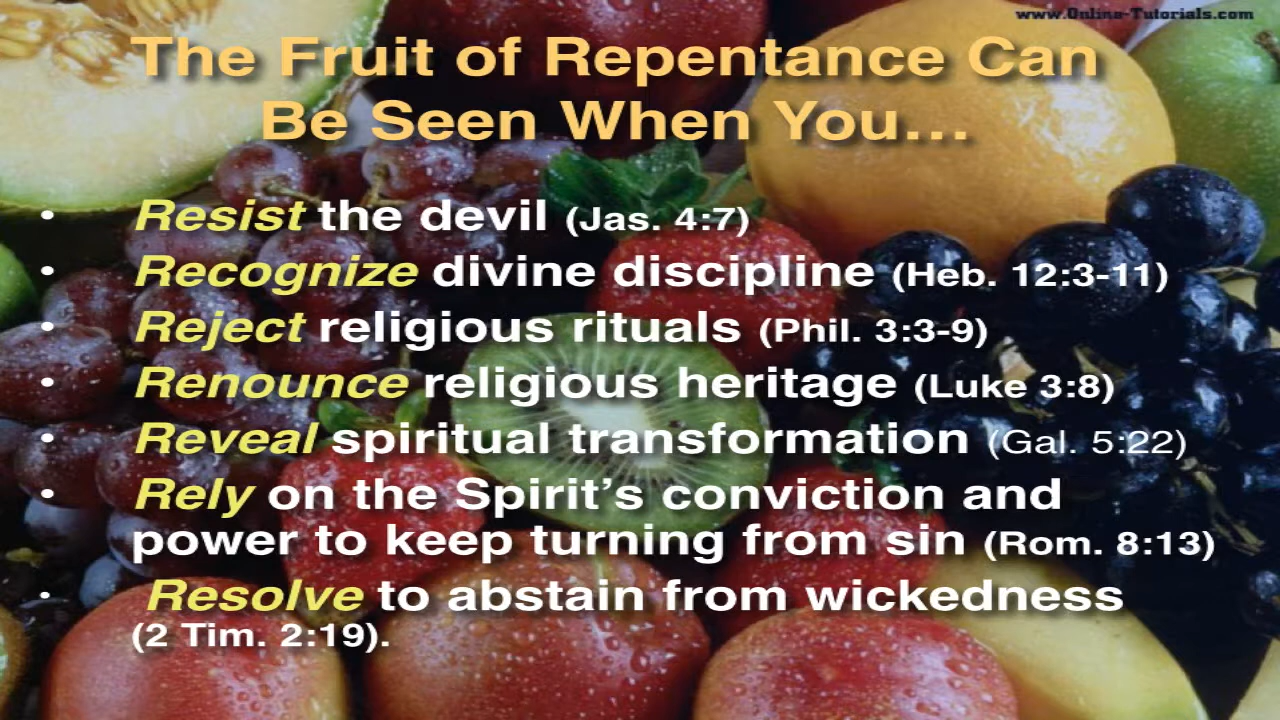 www.Online-Tutorials.com
The Fruit of Repentance Can
Be Seen When You…
• Resist the devil (Jas. 4:7)
• Recognize divine discipline (Heb. 12:3-11)
• Reject religious rituals (Phil. 3:3-9)
• Renounce religious heritage (Luke 3:8)
• Reveal spiritual transformation (Gal. 5:22)
• Rely on the Spirit’s conviction and
power to keep turning from sin (Rom. 8:13)
• Resolve to abstain from wickedness
(2 Tim. 2:19).